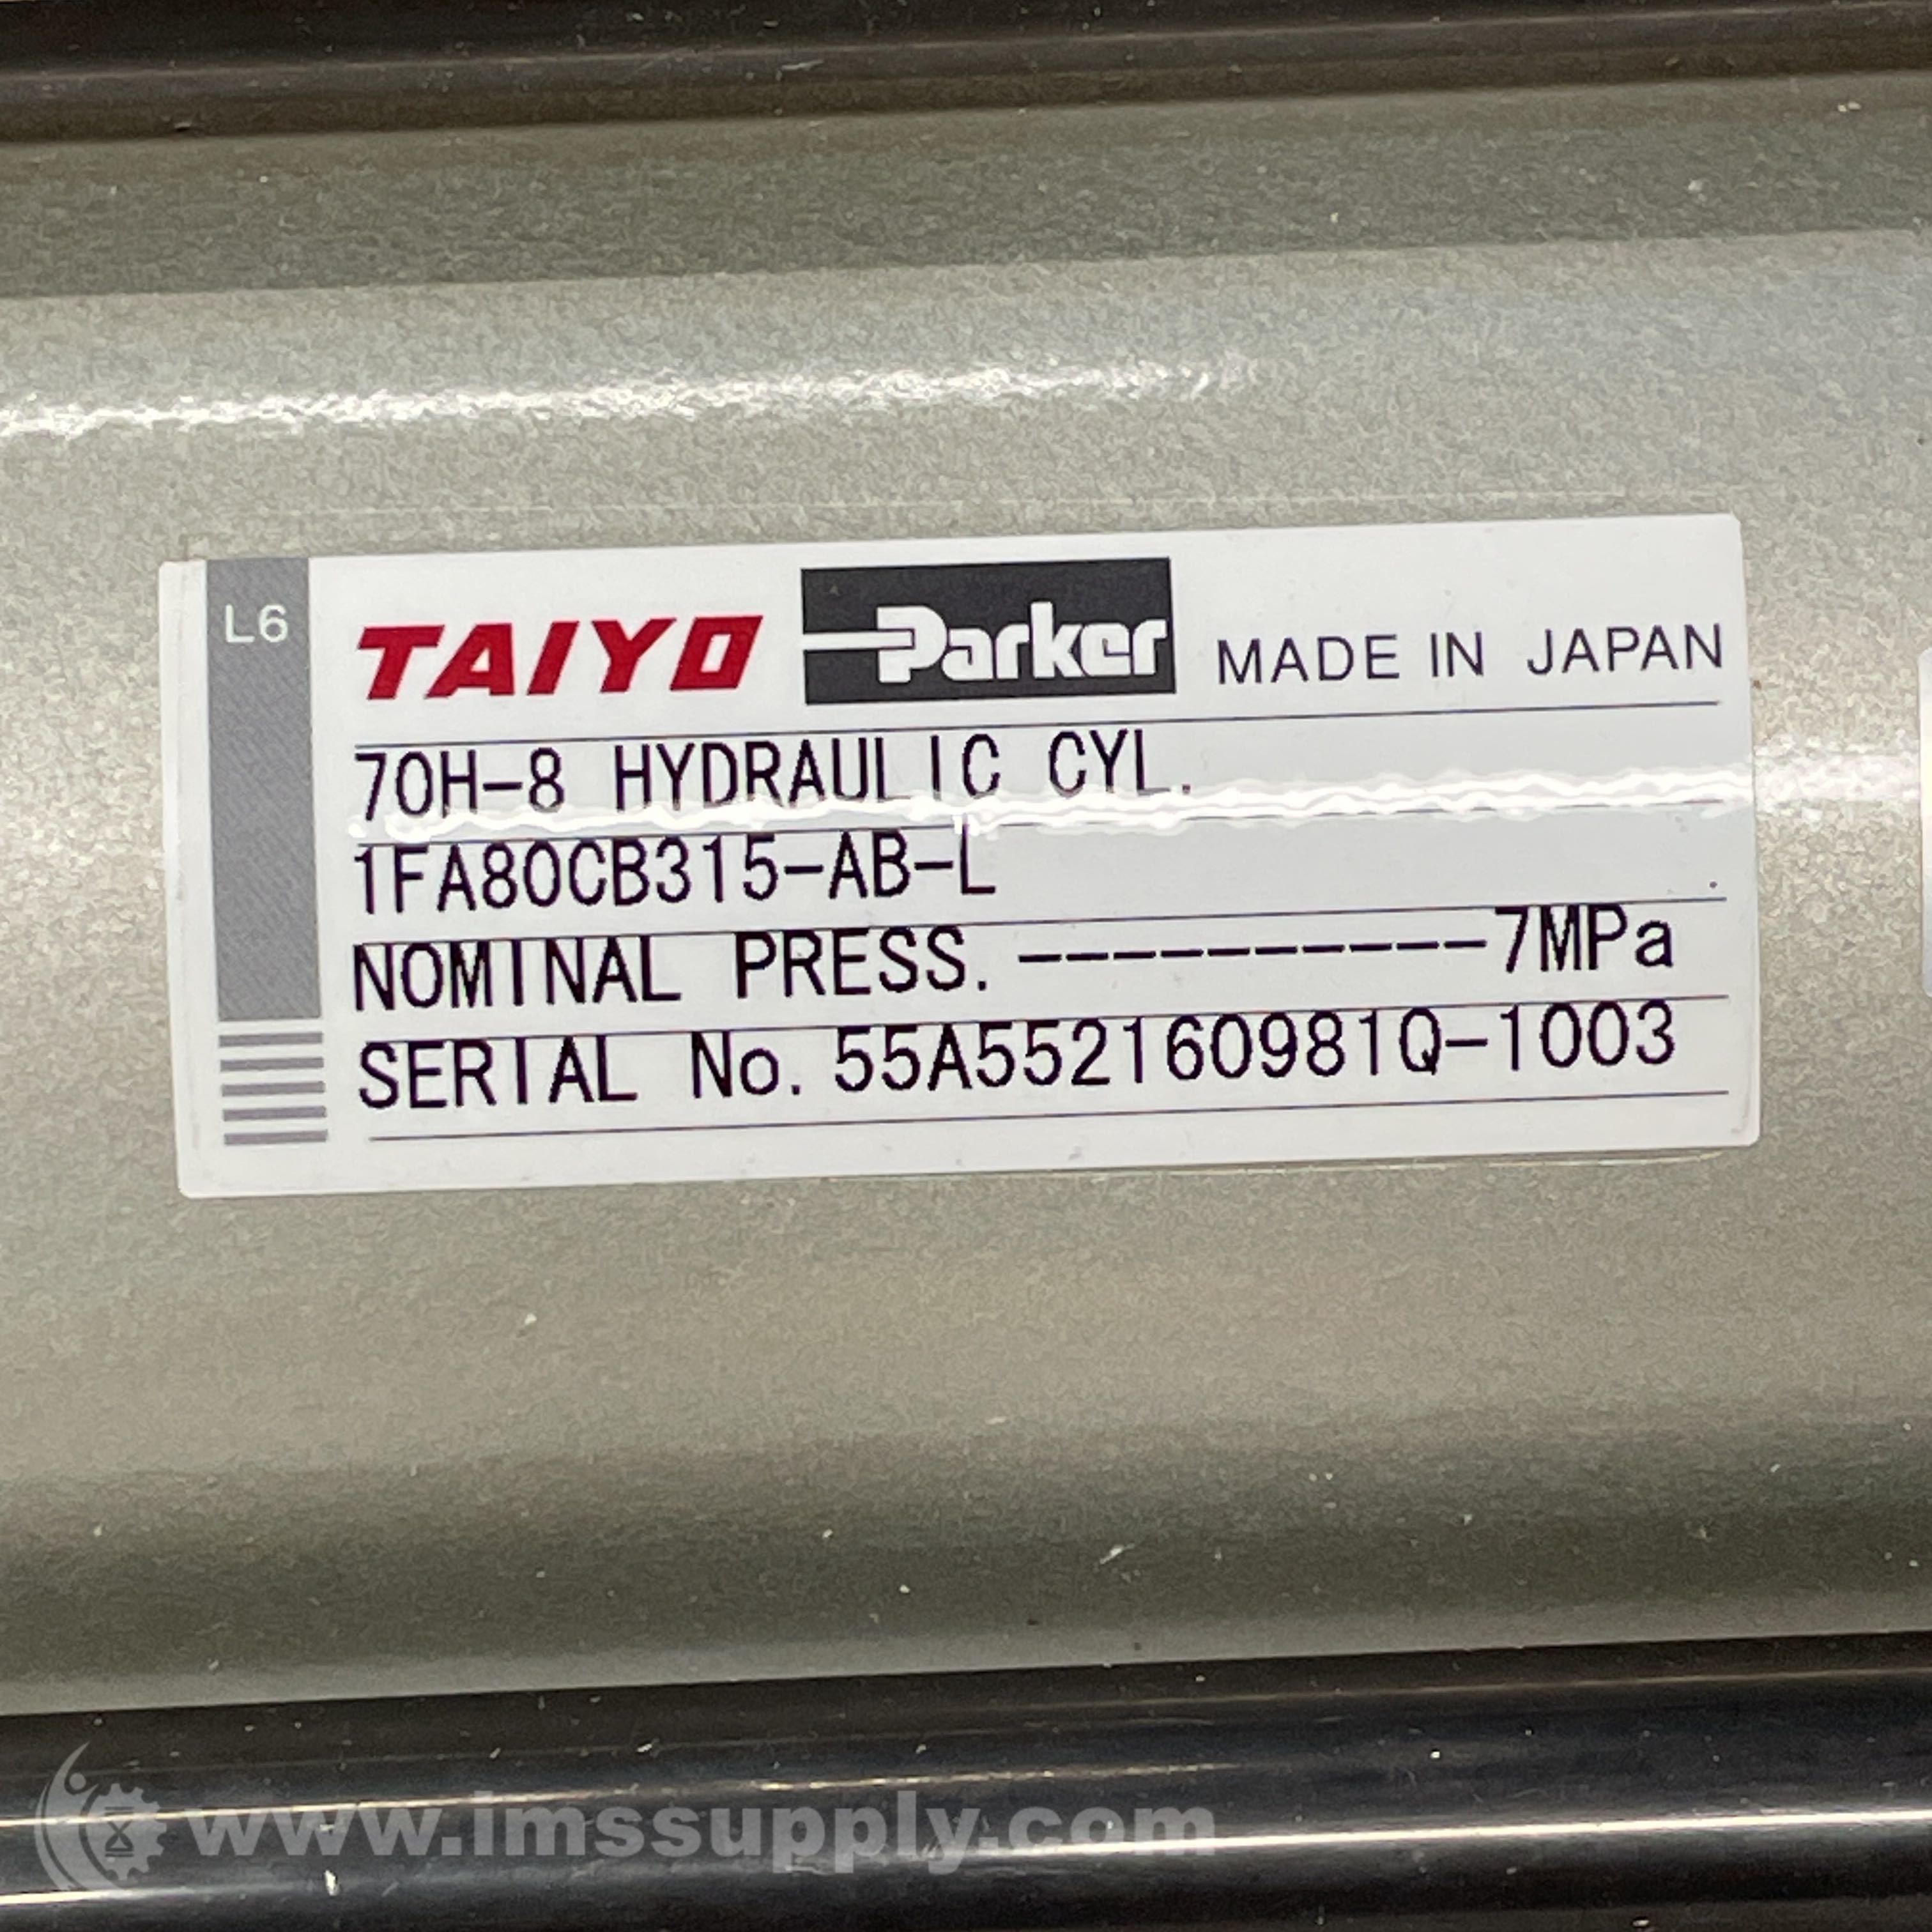 L6
TAIYO Parker MADE IN JAPAN
70H-8 HYDRAULIC CYL.
1FA80CB315-AB-L
NOMINAL PRESS. ----------7MPa
SERIAL No. 55A552160981Q-1003
www.imssupply.com